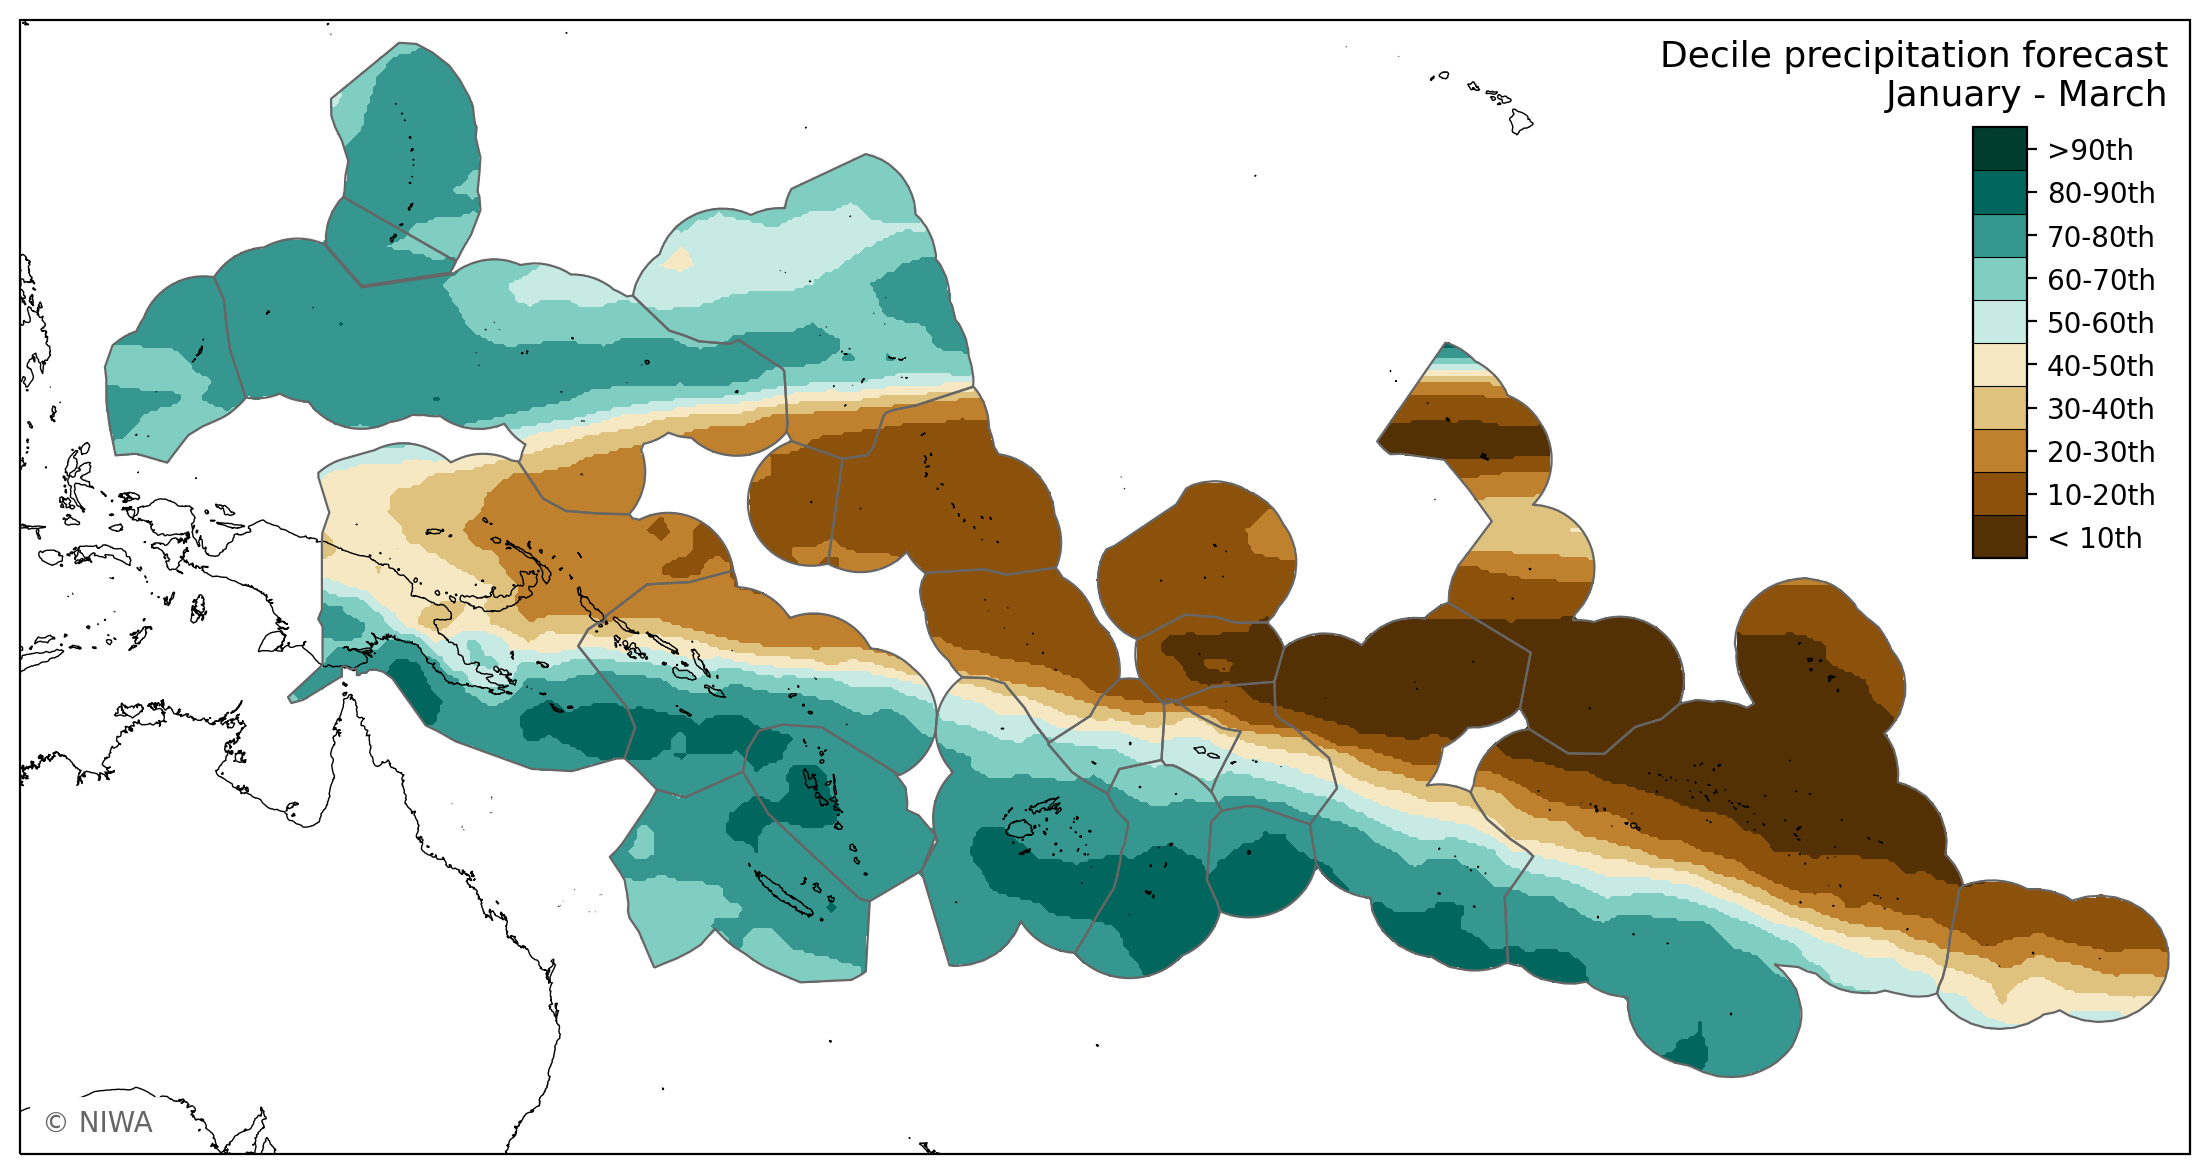 Decile precipitation forecast
January - March
>90th
80-90th
70-80th
60-70th
50-60th
40-50th
30-40th
20-30th
10-20th
< 10th
© NIWA